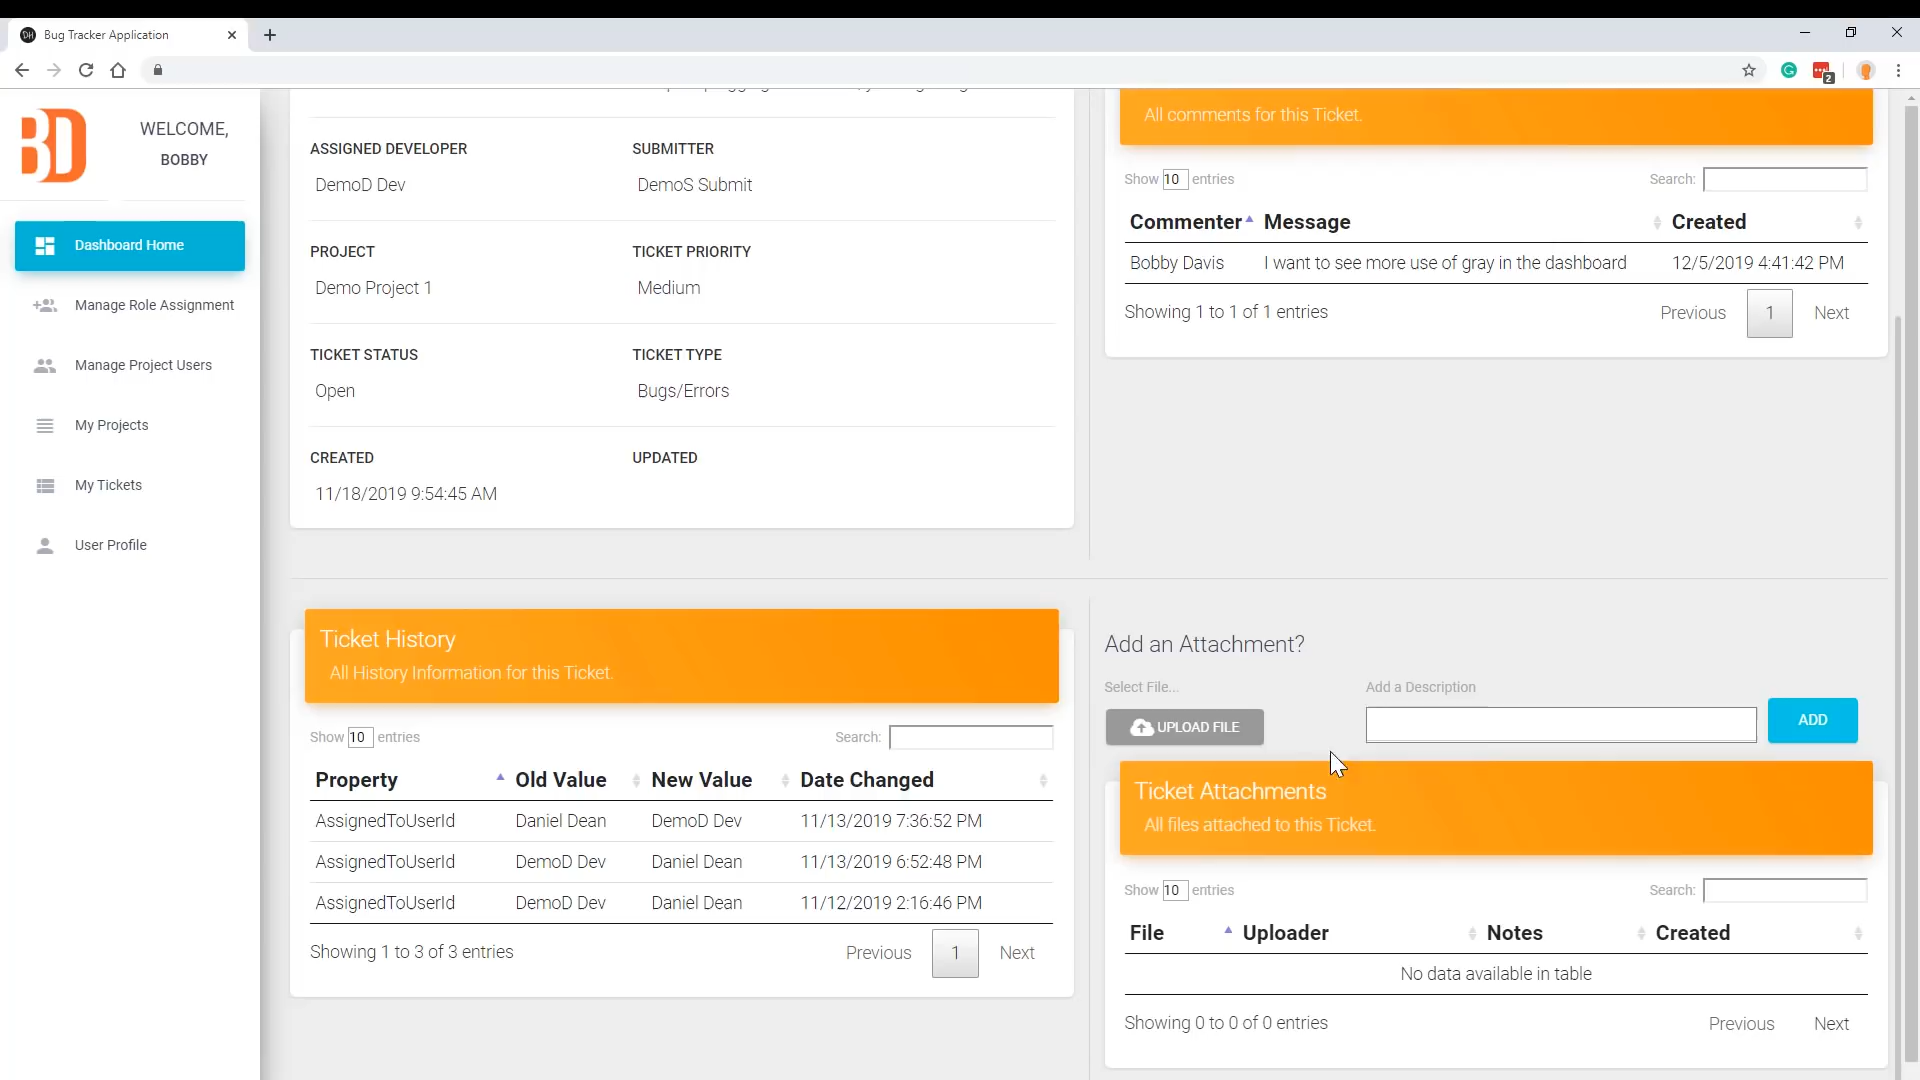 Bug Tracker Application
2
BD
WELCOME,
BOBBY
Dashboard Home
Manage Role Assignment
Manage Project Users
My Projects
My Tickets
User Profile
ASSIGNED DEVELOPER
SUBMITTER
DemoD Dev
DemoS Submit
PROJECT
TICKET PRIORITY
Demo Project 1
Medium
TICKET STATUS
TICKET TYPE
Open
Bugs/Errors
CREATED
UPDATED
11/18/2019 9:54:45 AM
All comments for this Ticket.
Show 10 entries
Search:
Commenter Message Created
Bobby Davis I want to see more use of gray in the dashboard 12/5/2019 4:41:42 PM
Showing 1 to 1 of 1 entries
Previous 1 Next
Ticket History
All History Information for this Ticket.
Show 10 entries
Search:
Property Old Value New Value Date Changed
AssignedToUserId Daniel Dean DemoD Dev 11/13/2019 7:36:52 PM
AssignedToUserId DemoD Dev Daniel Dean 11/13/2019 6:52:48 PM
AssignedToUserId DemoD Dev Daniel Dean 11/12/2019 2:16:46 PM
Showing 1 to 3 of 3 entries
Previous 1 Next
Add an Attachment?
Select File...
Add a Description
UPLOAD FILE
ADD
Ticket Attachments
All files attached to this Ticket.
Show 10 entries
Search:
File Uploader Notes Created
No data available in table
Showing 0 to 0 of 0 entries
Previous Next